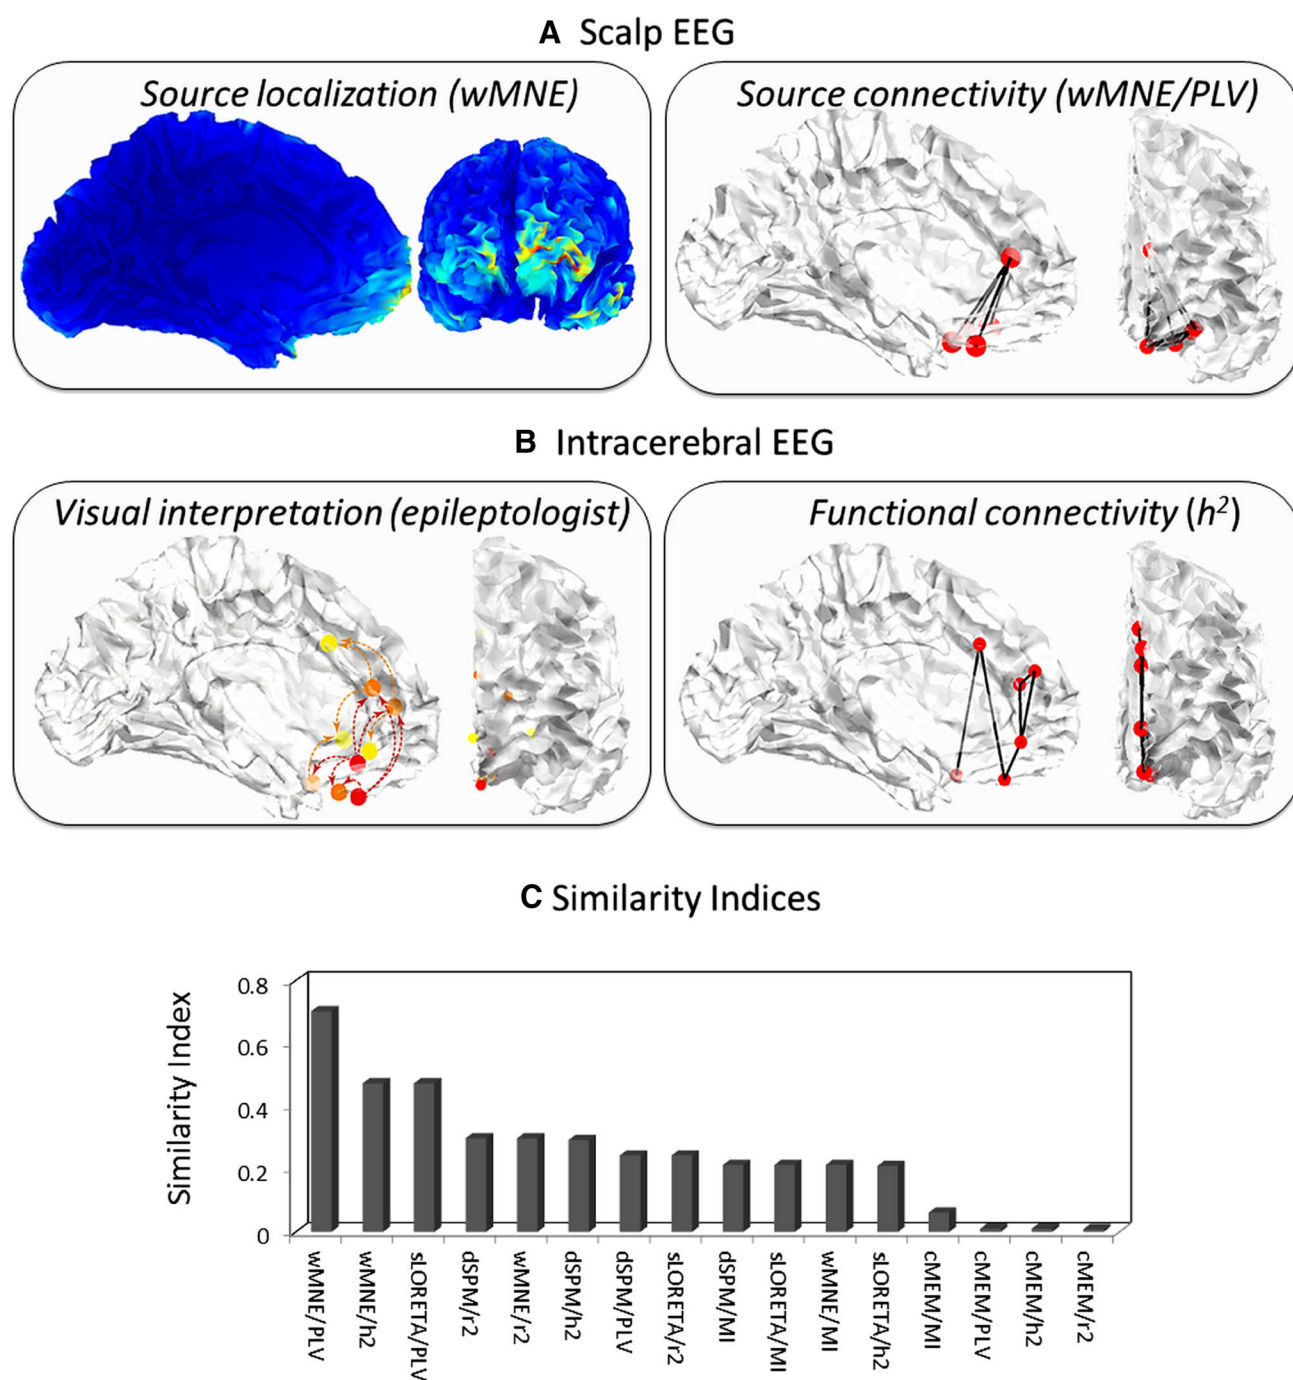 A Scalp EEG
Source localization (wMNE)
Source connectivity (wMNE/PLV)
B Intracerebral EEG
Visual interpretation (epileptologist)
Functional connectivity (h²)
C Similarity Indices
Similarity Index
0.8
0.6
0.4
0.2
0
wMNE/PLV
wMNE/h2
sLORETA/PLV
dSPM/r2
wMNE/r2
dSPM/h2
dSPM/PLV
sLORETA/r2
dSPM/MI
sLORETA/MI
wMNE/MI
sLORETA/h2
cMEM/MI
cMEM/PLV
cMEM/h2
cMEM/r2